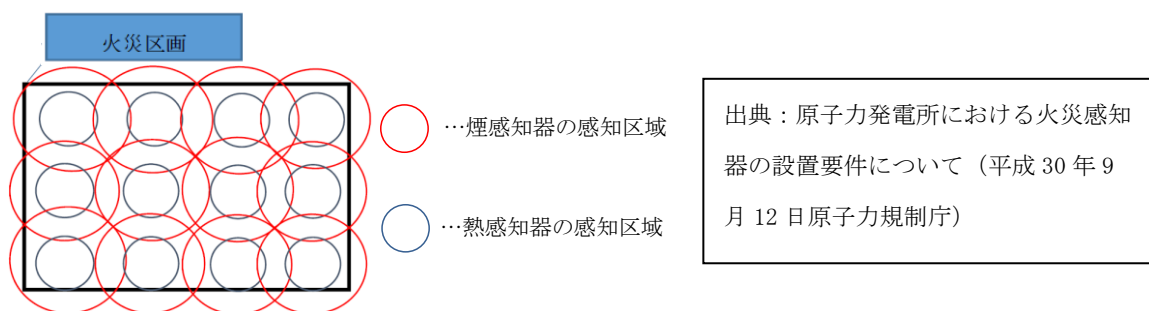 火災区画
…煙感知器の感知区域
…熱感知器の感知区域
出典：原子力発電所における火災感知
器の設置要件について（平成 30 年 9
月 12 日原子力規制庁）